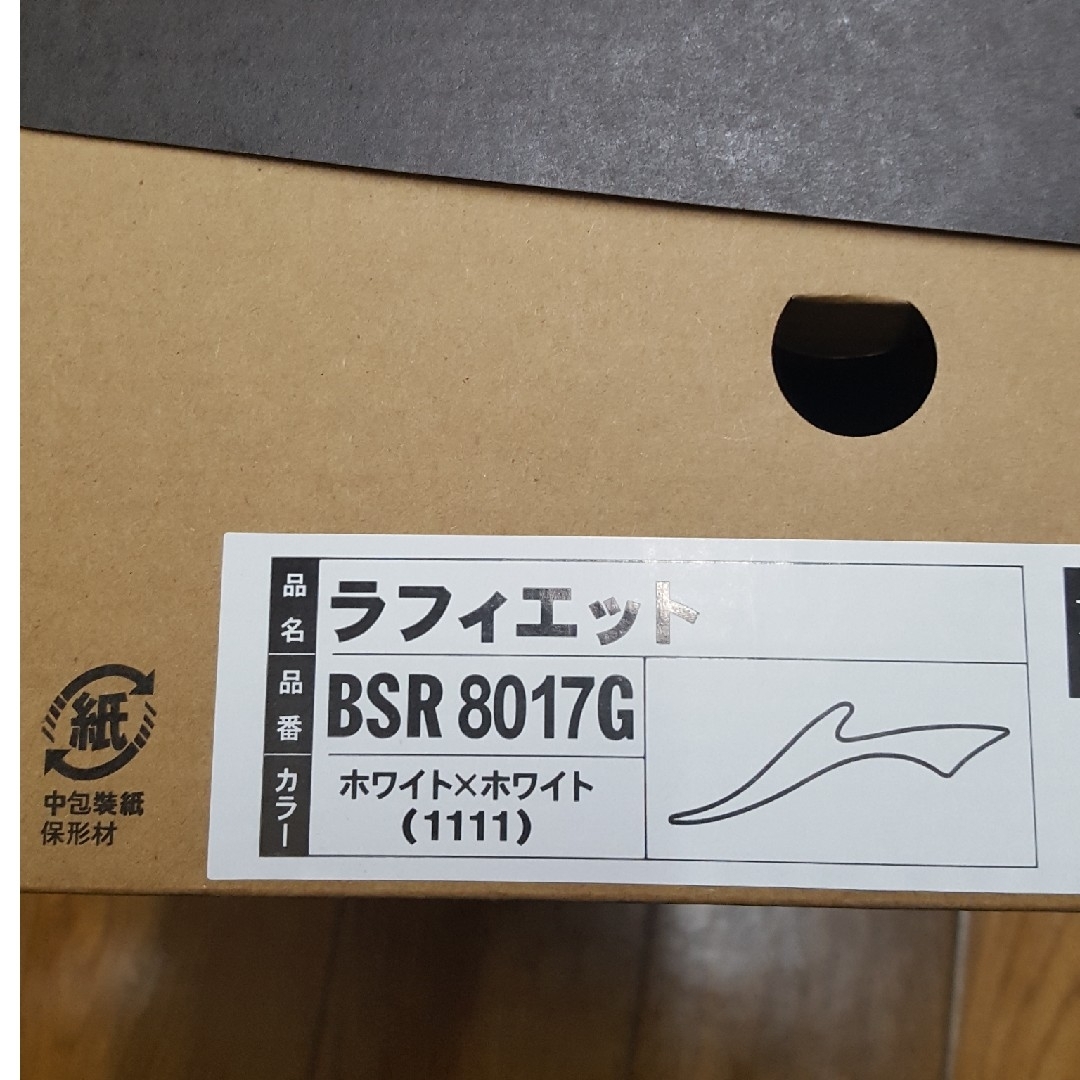 品名
ラフィエット
品番
BSR 8017G
カラー
ホワイト×ホワイト
(1111)
紙
中包装紙
保形材